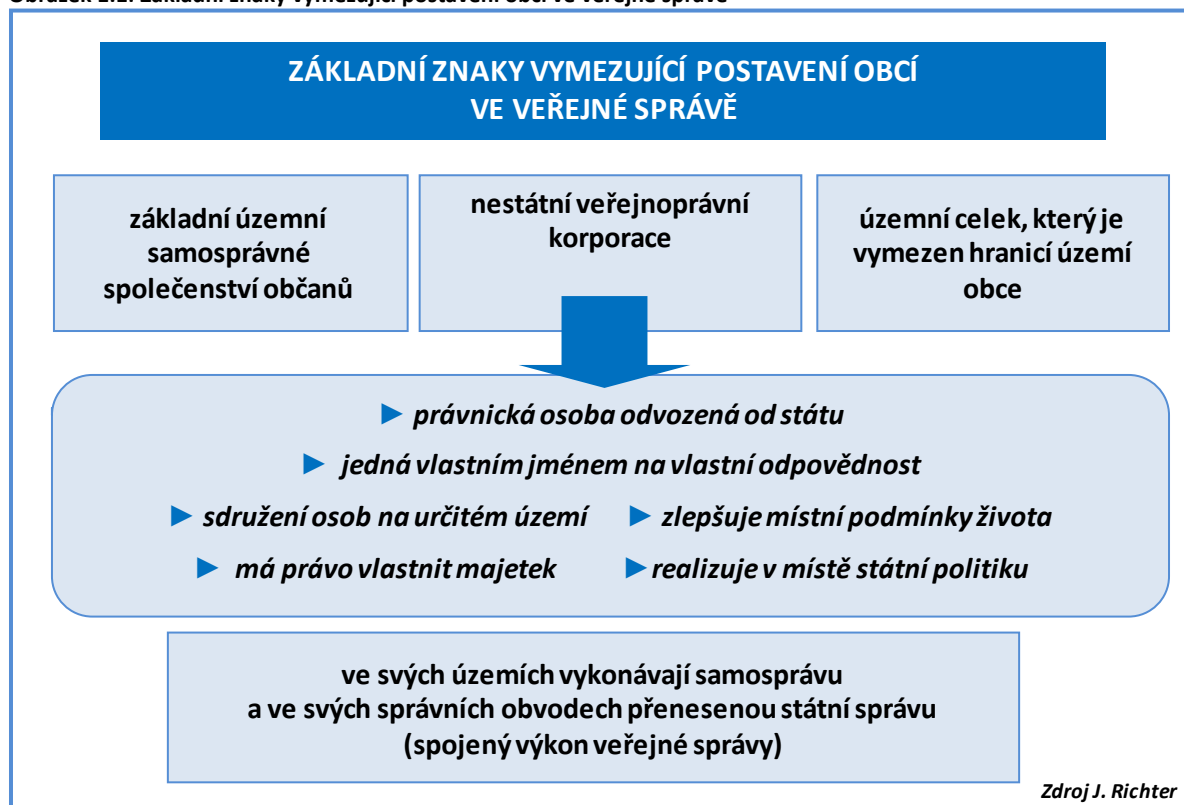 ZÁKLADNÍ ZNAKY VYMEZUJÍCÍ POSTAVENÍ OBCÍ
VE VEŘEJNÉ SPRÁVĚ
základní územní
samosprávné
společenství občanů
nestátní veřejnoprávní
korporace
územní celek, který je
vymezen hranicí území
obce
► právnická osoba odvozená od státu
► jedná vlastním jménem na vlastní odpovědnost
► sdružení osob na určitém území ► zlepšuje místní podmínky života
► má právo vlastnit majetek ► realizuje v místě státní politiku
ve svých územích vykonávají samosprávu
a ve svých správních obvodech přenesenou státní správu
(spojený výkon veřejné správy)
Zdroj J. Richter